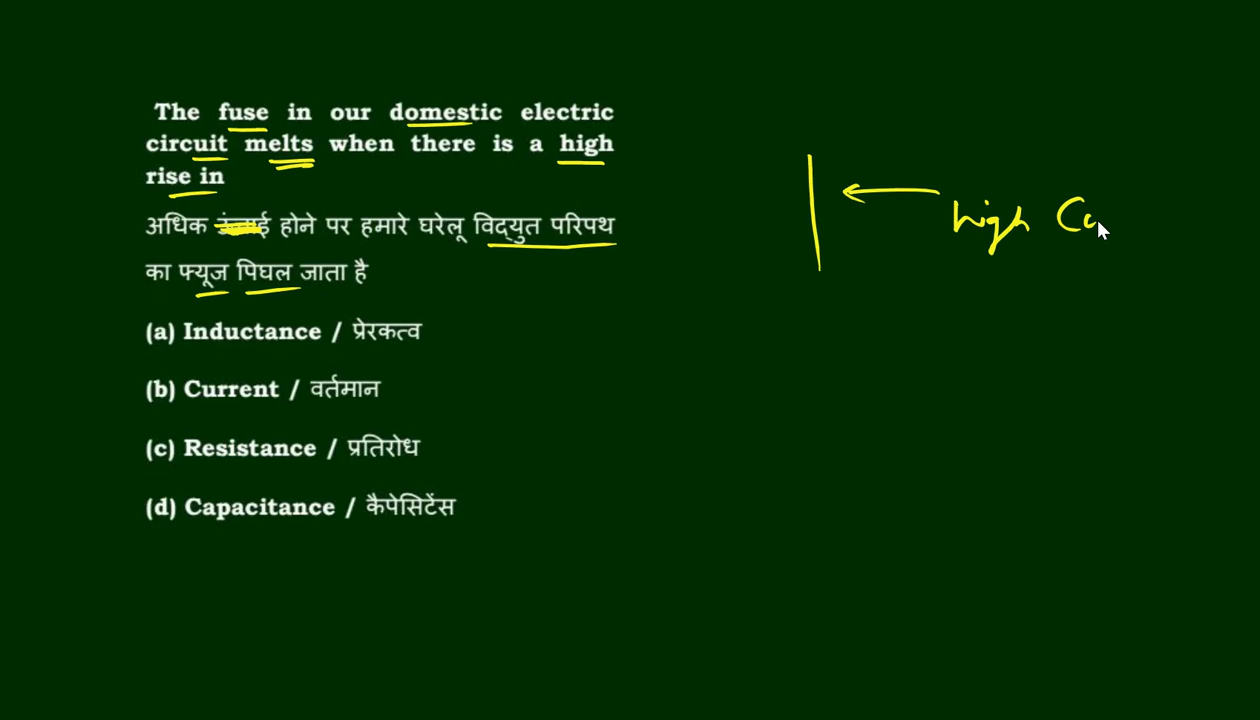 The fuse in our domestic electric
circuit melts when there is a high
rise in
अधिक ऊंचाई होने पर हमारे घरेलू विद्युत परिपथ
का फ्यूज पिघल जाता है
(a) Inductance / प्रेरकत्व
(b) Current / वर्तमान
(c) Resistance / प्रतिरोध
(d) Capacitance / कैपेसिटेंस
high